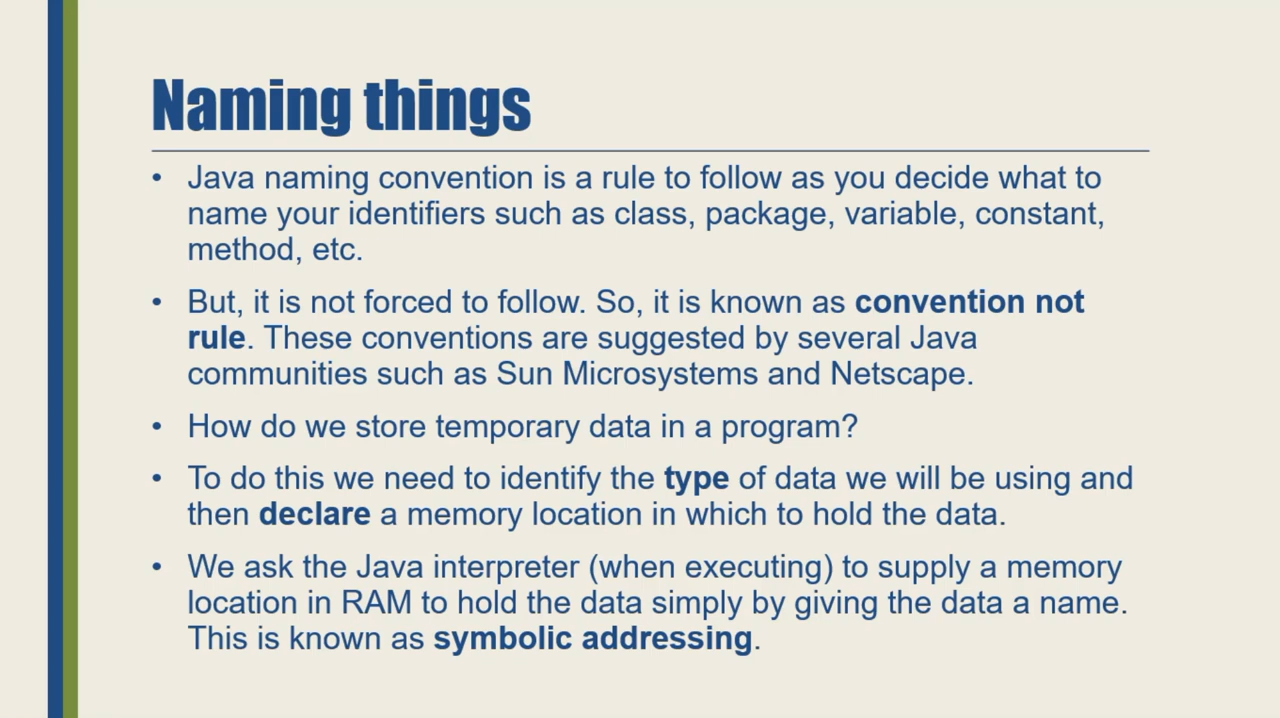 Naming things
• Java naming convention is a rule to follow as you decide what to
name your identifiers such as class, package, variable, constant,
method, etc.
• But, it is not forced to follow. So, it is known as convention not
rule. These conventions are suggested by several Java
communities such as Sun Microsystems and Netscape.
• How do we store temporary data in a program?
• To do this we need to identify the type of data we will be using and
then declare a memory location in which to hold the data.
• We ask the Java interpreter (when executing) to supply a memory
location in RAM to hold the data simply by giving the data a name.
This is known as symbolic addressing.